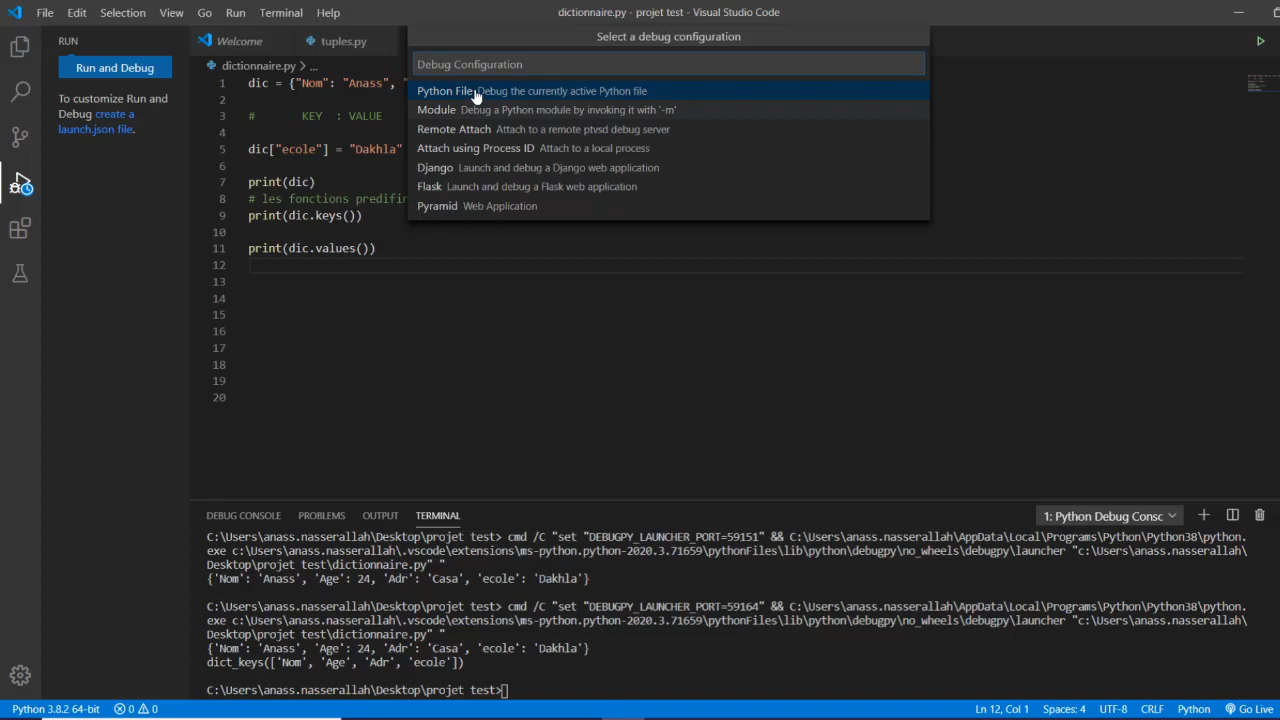 File Edit Selection View Go Run Terminal Help dictionnaire.py - projet test - Visual Studio Code
RUN
Run and Debug
To customize Run and
Debug create a
launch.json file.
Welcome tuples.py
dictionnaire.py > ...
Select a debug configuration
Debug Configuration
Python File Debug the currently active Python file
Module Debug a Python module by invoking it with '-m'
Remote Attach Attach to a remote ptvsd debug server
Attach using Process ID Attach to a local process
Django Launch and debug a Django web application
Flask Launch and debug a Flask web application
Pyramid Web Application
1 dic = {"Nom": "Anass", "
2
3 # KEY : VALUE
4
5 dic["ecole"] = "Dakhla"
6
7 print(dic)
8 # les fonctions predifin
9 print(dic.keys())
10
11 print(dic.values())
12
13
14
15
16
17
18
19
20
DEBUG CONSOLE PROBLEMS OUTPUT TERMINAL 1: Python Debug Consc
C:\Users\anass.nasserallah\Desktop\projet test> cmd /C "set "DEBUGPY_LAUNCHER_PORT=59151" && C:\Users\anass.nasserallah\AppData\Local\Programs\Python\Python38\python.
exe c:\Users\anass.nasserallah\.vscode\extensions\ms-python.python-2020.3.71659\pythonFiles\lib\python\debugpy\no_wheels\debugpy\launcher "c:\Users\anass.nasserallah\
Desktop\projet test\dictionnaire.py" "
{'Nom': 'Anass', 'Age': 24, 'Adr': 'Casa', 'ecole': 'Dakhla'}
C:\Users\anass.nasserallah\Desktop\projet test> cmd /C "set "DEBUGPY_LAUNCHER_PORT=59164" && C:\Users\anass.nasserallah\AppData\Local\Programs\Python\Python38\python.
exe c:\Users\anass.nasserallah\.vscode\extensions\ms-python.python-2020.3.71659\pythonFiles\lib\python\debugpy\no_wheels\debugpy\launcher "c:\Users\anass.nasserallah\
Desktop\projet test\dictionnaire.py" "
{'Nom': 'Anass', 'Age': 24, 'Adr': 'Casa', 'ecole': 'Dakhla'}
dict_keys(['Nom', 'Age', 'Adr', 'ecole'])
C:\Users\anass.nasserallah\Desktop\projet test>
Python 3.8.2 64-bit 0 0 Ln 12, Col 1 Spaces: 4 UTF-8 CRLF Python Go Live